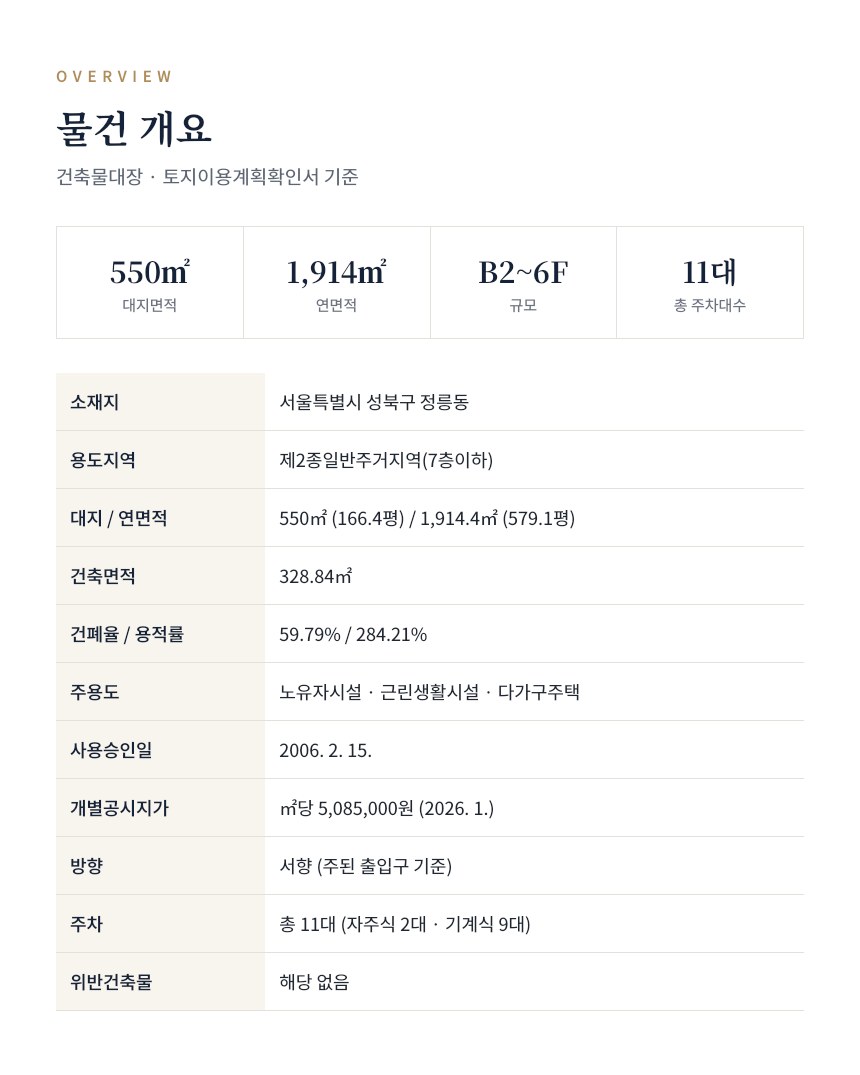 OVERVIEW
물건 개요
건축물대장 · 토지이용계획확인서 기준
550㎡ 1,914㎡ B2~6F 11대
대지면적 연면적 규모 총 주차대수
소재지 서울특별시 성북구 정릉동
용도지역 제2종일반주거지역(7층이하)
대지 / 연면적 550㎡ (166.4평) / 1,914.4㎡ (579.1평)
건축면적 328.84㎡
건폐율 / 용적률 59.79% / 284.21%
주용도 노유자시설 · 근린생활시설 · 다가구주택
사용승인일 2006. 2. 15.
개별공시지가 ㎡당 5,085,000원 (2026. 1.)
방향 서향 (주된 출입구 기준)
주차 총 11대 (자주식 2대 · 기계식 9대)
위반건축물 해당 없음